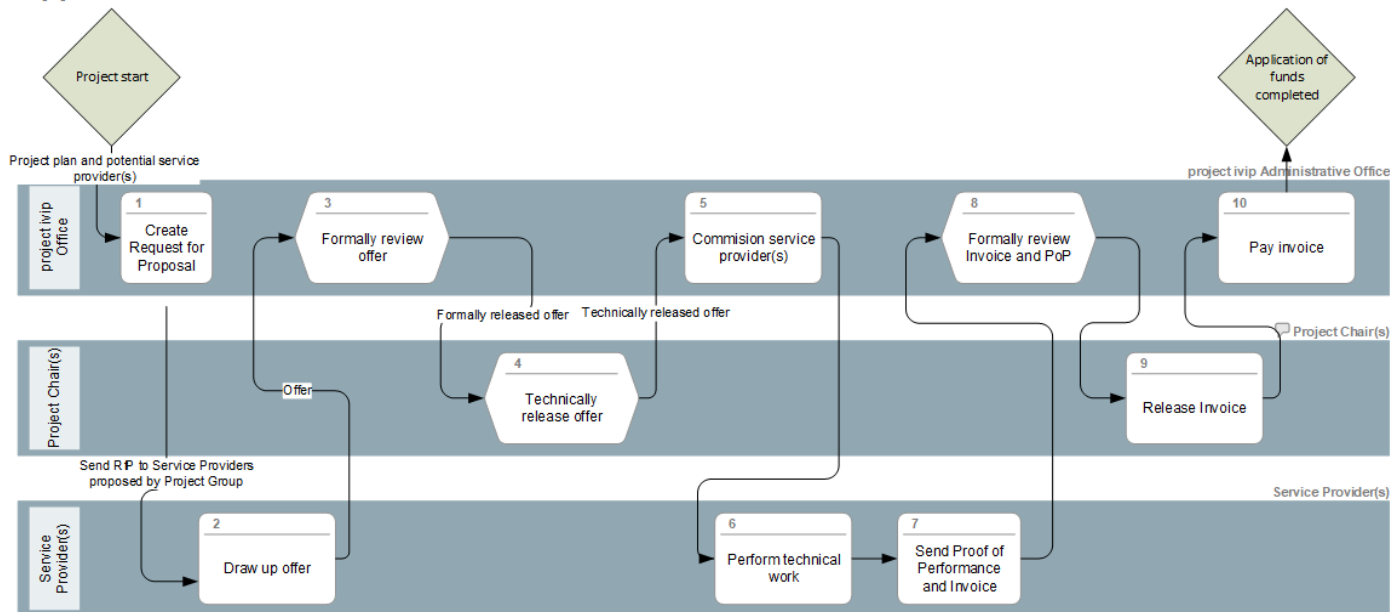 Project start
Application of
funds
completed
Project plan and potential service
provider(s)
project ivip Administrative Office
project ivip
Office
1
Create
Request for
Proposal
3
Formally review
offer
5
Commision service
provider(s)
8
Formally review
Invoice and PoP
10
Pay invoice
Formally released offer
Technically released offer
Project Chair(s)
Project Chair(s)
Offer
4
Technically
release offer
9
Release Invoice
Send RfP to Service Providers
proposed by Project Group
Service Provider(s)
Service
Provider(s)
2
Draw up offer
6
Perform technical
work
7
Send Proof of
Performance
and Invoice